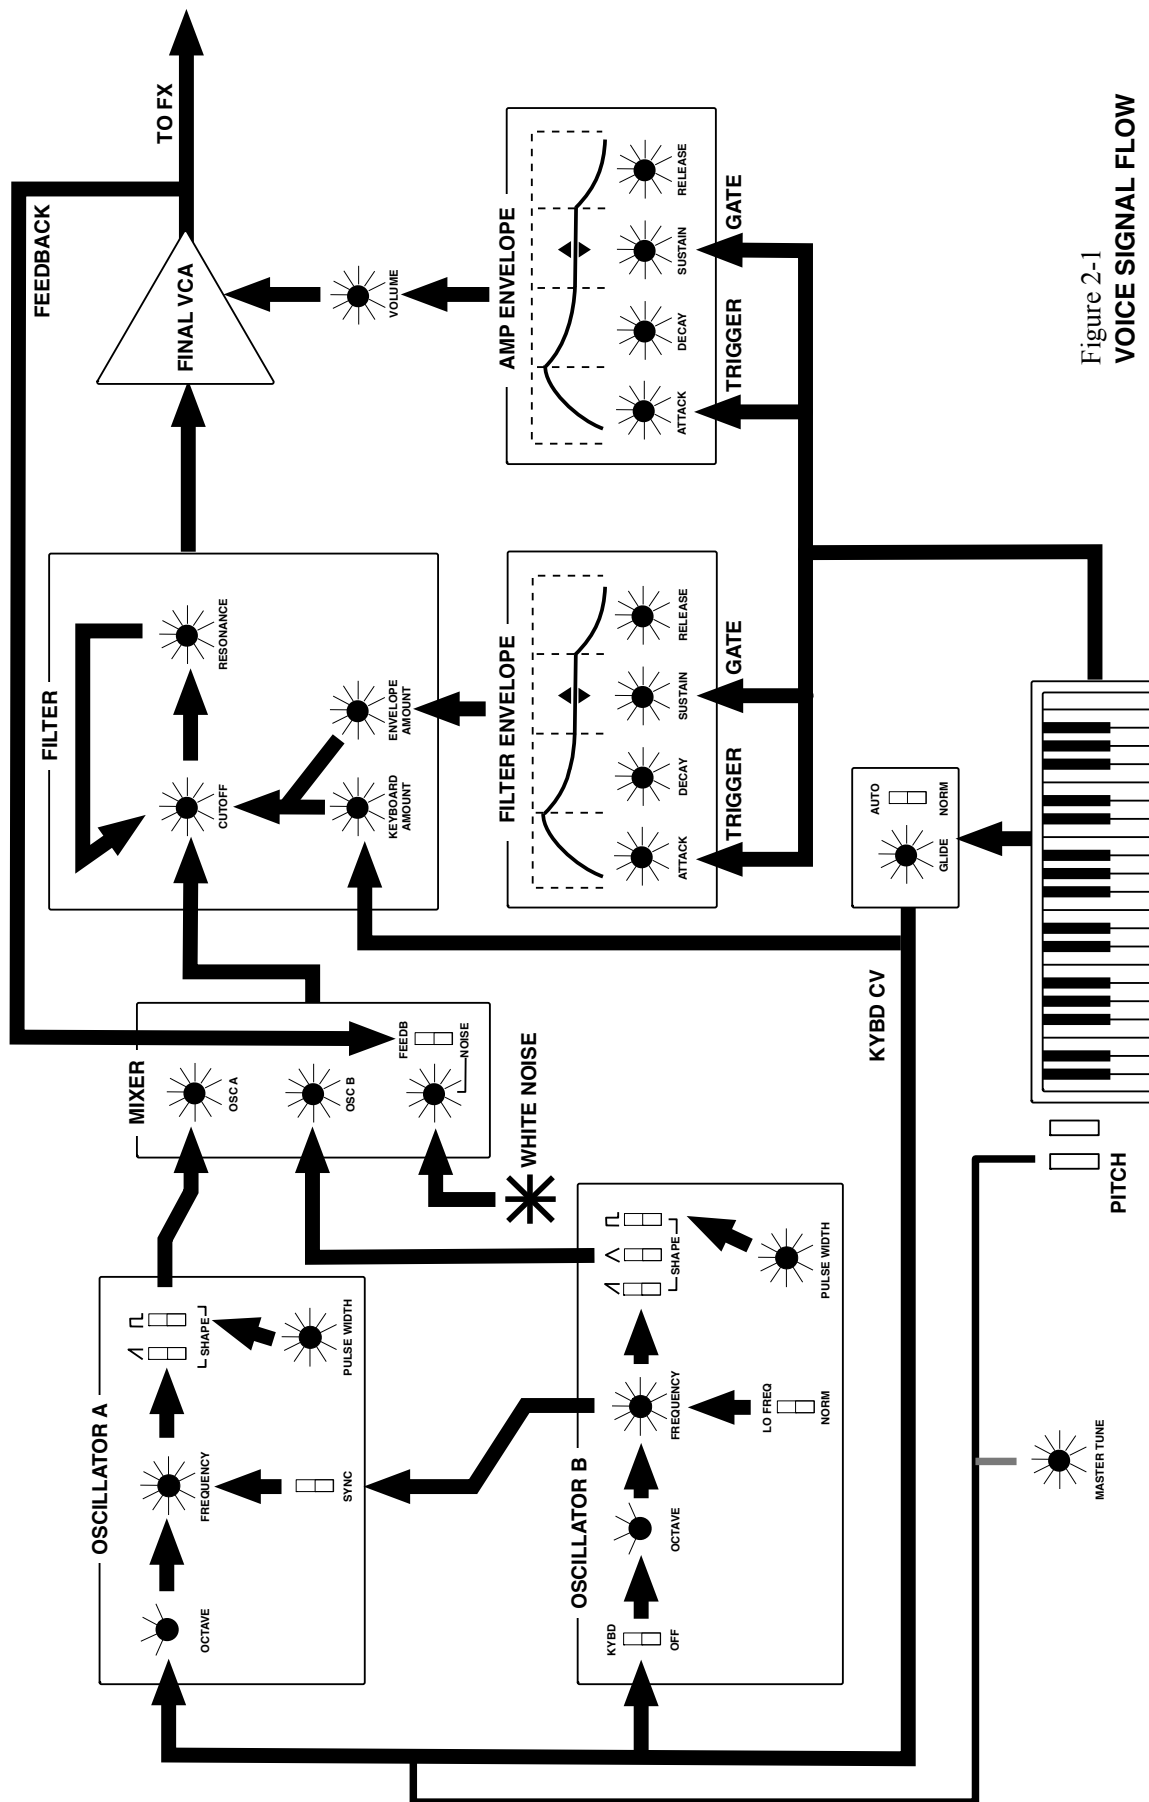 OSCILLATOR A
OCTAVE
FREQUENCY
SYNC
SHAPE
PULSE WIDTH
OSCILLATOR B
KYBD
OFF
OCTAVE
FREQUENCY
LO FREQ
NORM
SHAPE
PULSE WIDTH
WHITE NOISE
MIXER
OSC A
OSC B
FEEDB
NOISE
FEEDBACK
FILTER
CUTOFF
RESONANCE
KEYBOARD
AMOUNT
ENVELOPE
AMOUNT
FILTER ENVELOPE
ATTACK
DECAY
SUSTAIN
RELEASE
TRIGGER
GATE
FINAL VCA
TO FX
VOLUME
AMP ENVELOPE
ATTACK
DECAY
SUSTAIN
RELEASE
TRIGGER
GATE
KYBD CV
GLIDE
AUTO
NORM
PITCH
MASTER TUNE
Figure 2-1
VOICE SIGNAL FLOW